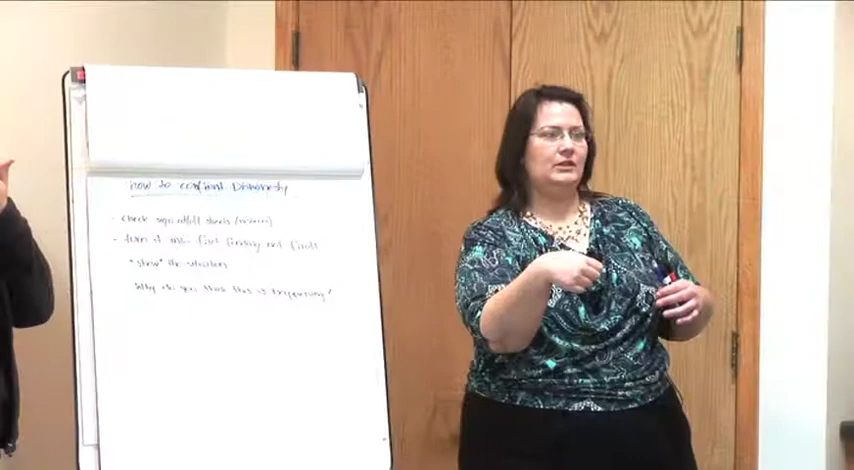 how to confront Dishonesty
- Check sign off/off sheets/
- Turn it into fact finding not fault
"show" the situation
Why do you think this is happening?